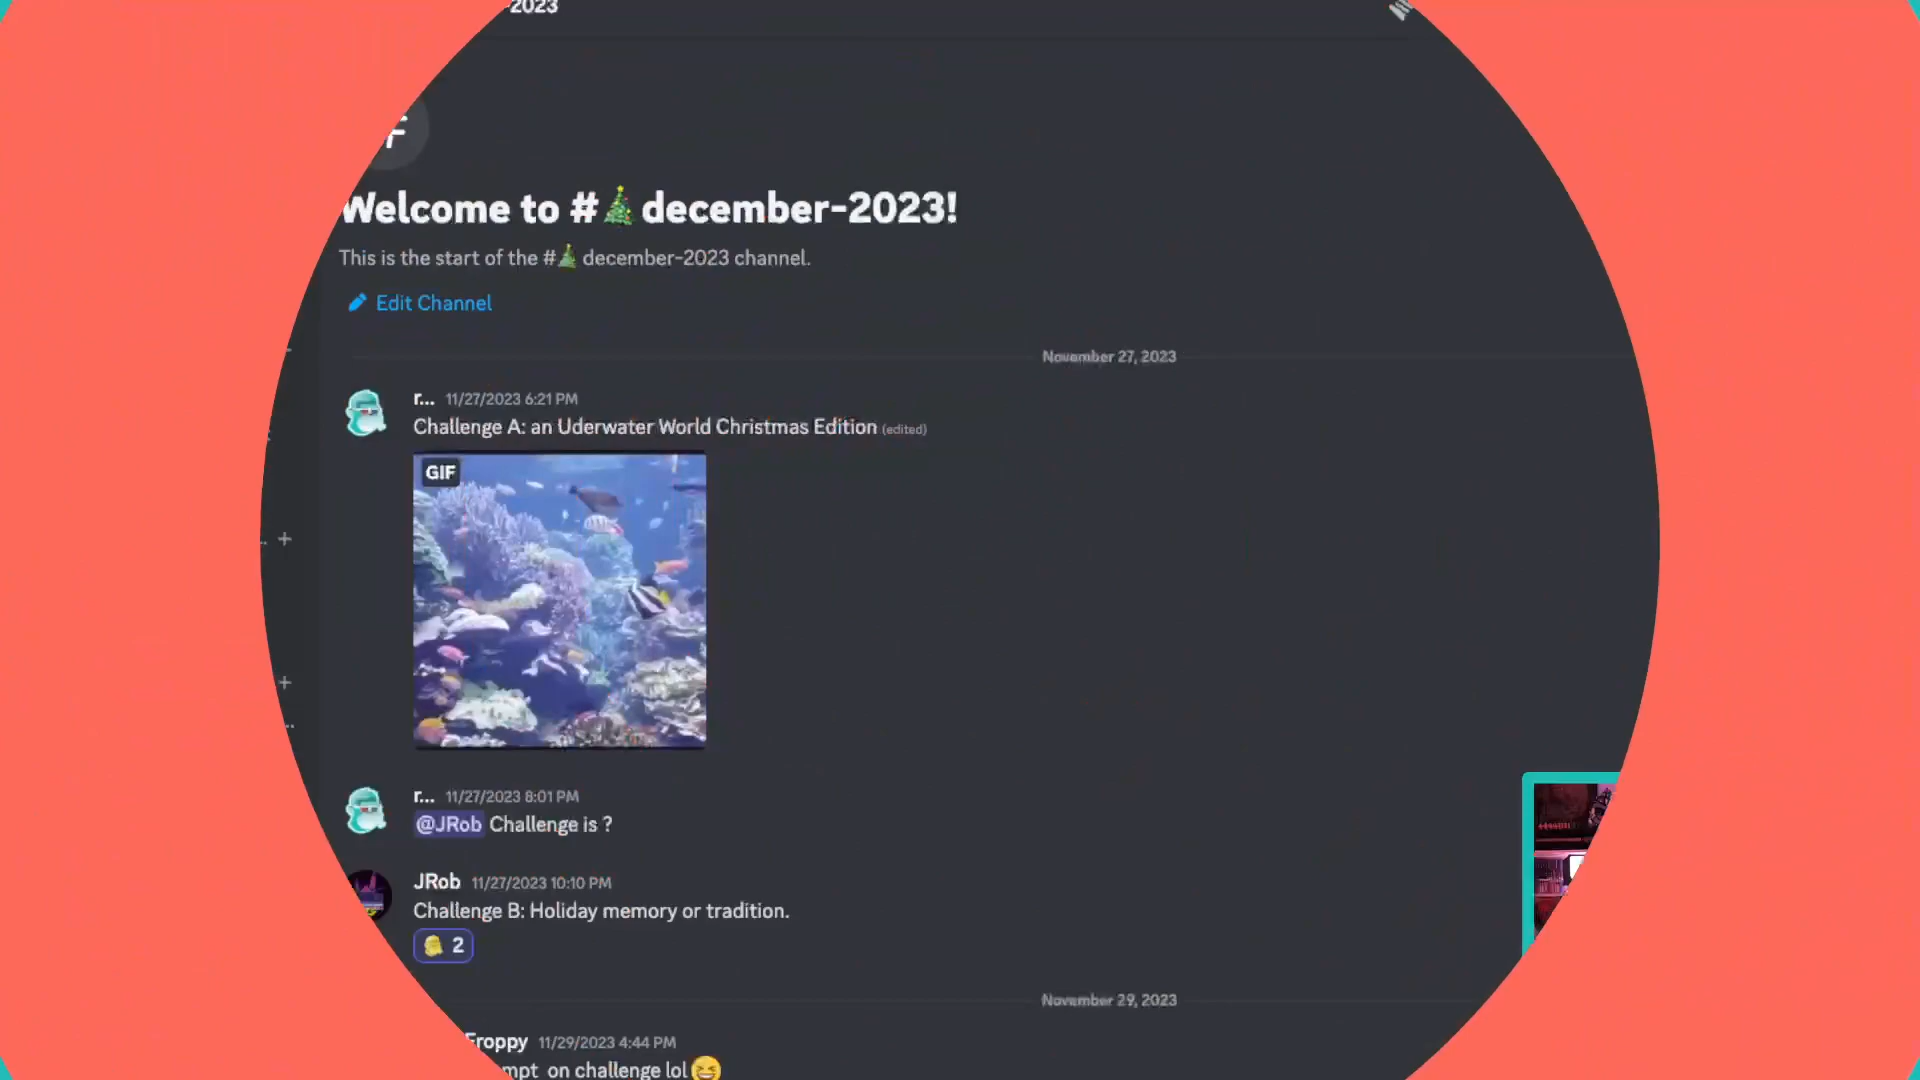 -2023
Welcome to #🎄december-2023!
This is the start of the #🎄december-2023 channel.
Edit Channel
November 27, 2023
r... 11/27/2023 6:21 PM
Challenge A: an Uderwater World Christmas Edition (edited)
GIF
r... 11/27/2023 8:01 PM
@JRob Challenge is ?
JRob 11/27/2023 10:10 PM
Challenge B: Holiday memory or tradition.
2
November 29, 2023
Froppy 11/29/2023 4:44 PM
mpt on challenge lol 😆